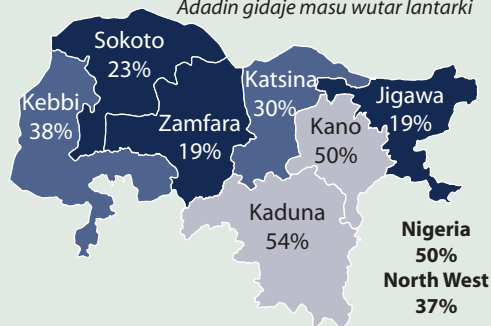 Adadin gidaje masu wutar lantarki
Sokoto
23%
Kebbi
38%
Zamfara
19%
Katsina
30%
Kano
50%
Jigawa
19%
Kaduna
54%
Nigeria
50%
North West
37%